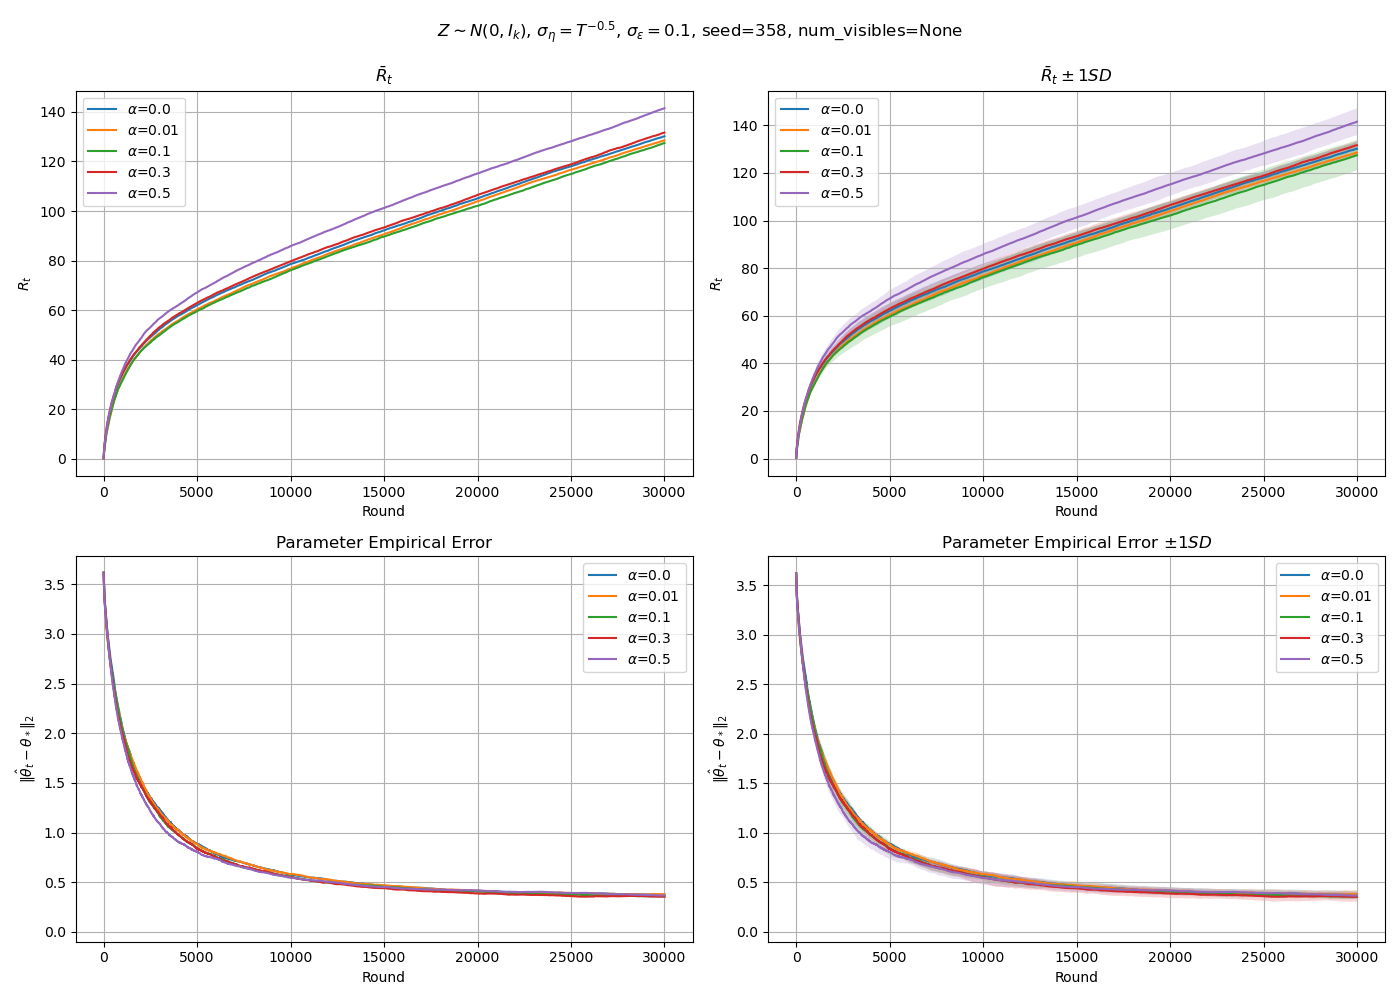 Z ∼ N(0, I_k), σ_η = T^{−0.5}, σ_ε = 0.1, seed=358, num_visibles=None
R̄_t
R_t
140
120
100
80
60
40
20
0
α=0.0
α=0.01
α=0.1
α=0.3
α=0.5
0 5000 10000 15000 20000 25000 30000
Round
R̄_t ± 1SD
R_t
140
120
100
80
60
40
20
0
α=0.0
α=0.01
α=0.1
α=0.3
α=0.5
0 5000 10000 15000 20000 25000 30000
Round
Parameter Empirical Error
‖θ̂_t − θ_*‖_2
3.5
3.0
2.5
2.0
1.5
1.0
0.5
0.0
α=0.0
α=0.01
α=0.1
α=0.3
α=0.5
0 5000 10000 15000 20000 25000 30000
Round
Parameter Empirical Error ±1SD
‖θ̂_t − θ_*‖_2
3.5
3.0
2.5
2.0
1.5
1.0
0.5
0.0
α=0.0
α=0.01
α=0.1
α=0.3
α=0.5
0 5000 10000 15000 20000 25000 30000
Round